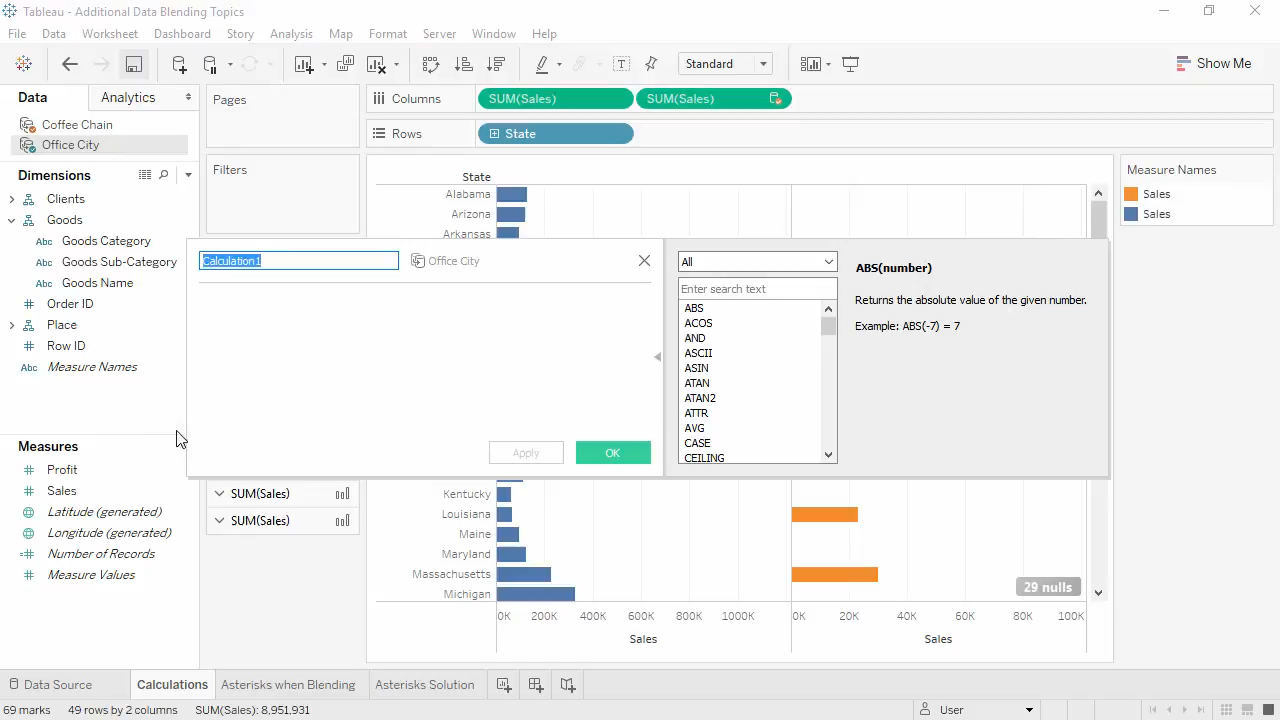 Tableau - Additional Data Blending Topics
File Data Worksheet Dashboard Story Analysis Map Format Server Window Help
Standard
Show Me
Data Analytics
Coffee Chain
Office City
Dimensions
Clients
Goods
Abc Goods Category
Abc Goods Sub-Category
Abc Goods Name
Order ID
Place
Row ID
Abc Measure Names
Measures
Profit
Sales
Latitude (generated)
Longitude (generated)
Number of Records
Measure Values
Pages
Filters
SUM(Sales)
SUM(Sales)
Columns SUM(Sales) SUM(Sales)
Rows State
State
Alabama
Arizona
Arkansas
Calculation1 Office City
Apply OK
All
Enter search text
ABS
ACOS
AND
ASCII
ASIN
ATAN
ATAN2
ATTR
AVG
CASE
CEILING
ABS(number)
Returns the absolute value of the given number.
Example: ABS(-7) = 7
Kentucky
Louisiana
Maine
Maryland
Massachusetts
Michigan
29 nulls
0K 200K 400K 600K 800K 1000K 0K 20K 40K 60K 80K 100K
Sales Sales
Measure Names
Sales
Sales
Data Source Calculations Asterisks when Blending Asterisks Solution
69 marks 49 rows by 2 columns SUM(Sales): 8,951,931 User